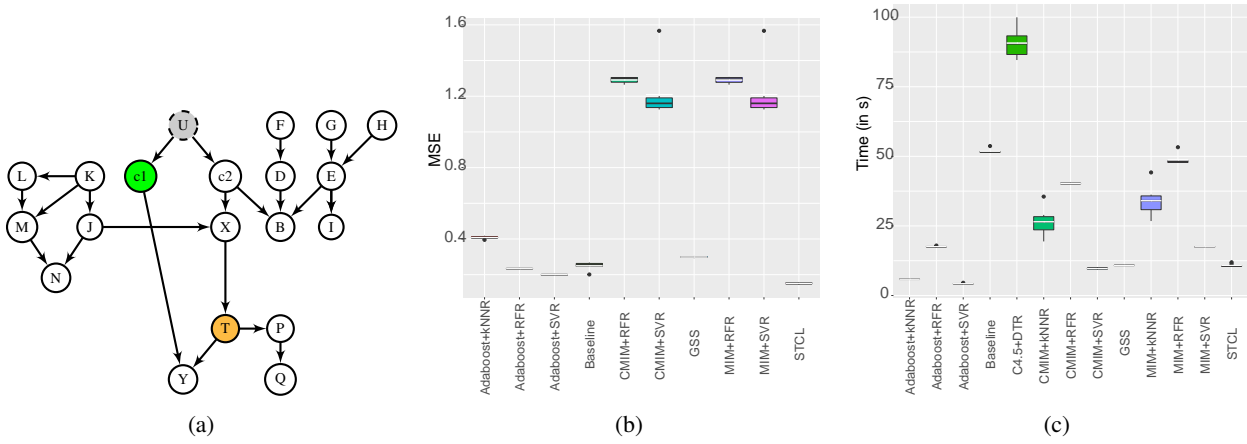 U
F
G
H
L
K
c1
c2
D
E
M
J
X
B
I
N
T
P
Y
Q
(a)
MSE
1.6
1.2
0.8
0.4
Adaboost+kNNR
Adaboost+RFR
Adaboost+SVR
Baseline
CMIM+RFR
CMIM+SVR
GSS
MIM+RFR
MIM+SVR
STCL
(b)
Time (in s)
100
75
50
25
0
Adaboost+kNNR
Adaboost+RFR
Adaboost+SVR
Baseline
C4.5+DTR
CMIM+kNNR
CMIM+RFR
CMIM+SVR
GSS
MIM+kNNR
MIM+RFR
MIM+SVR
STCL
(c)